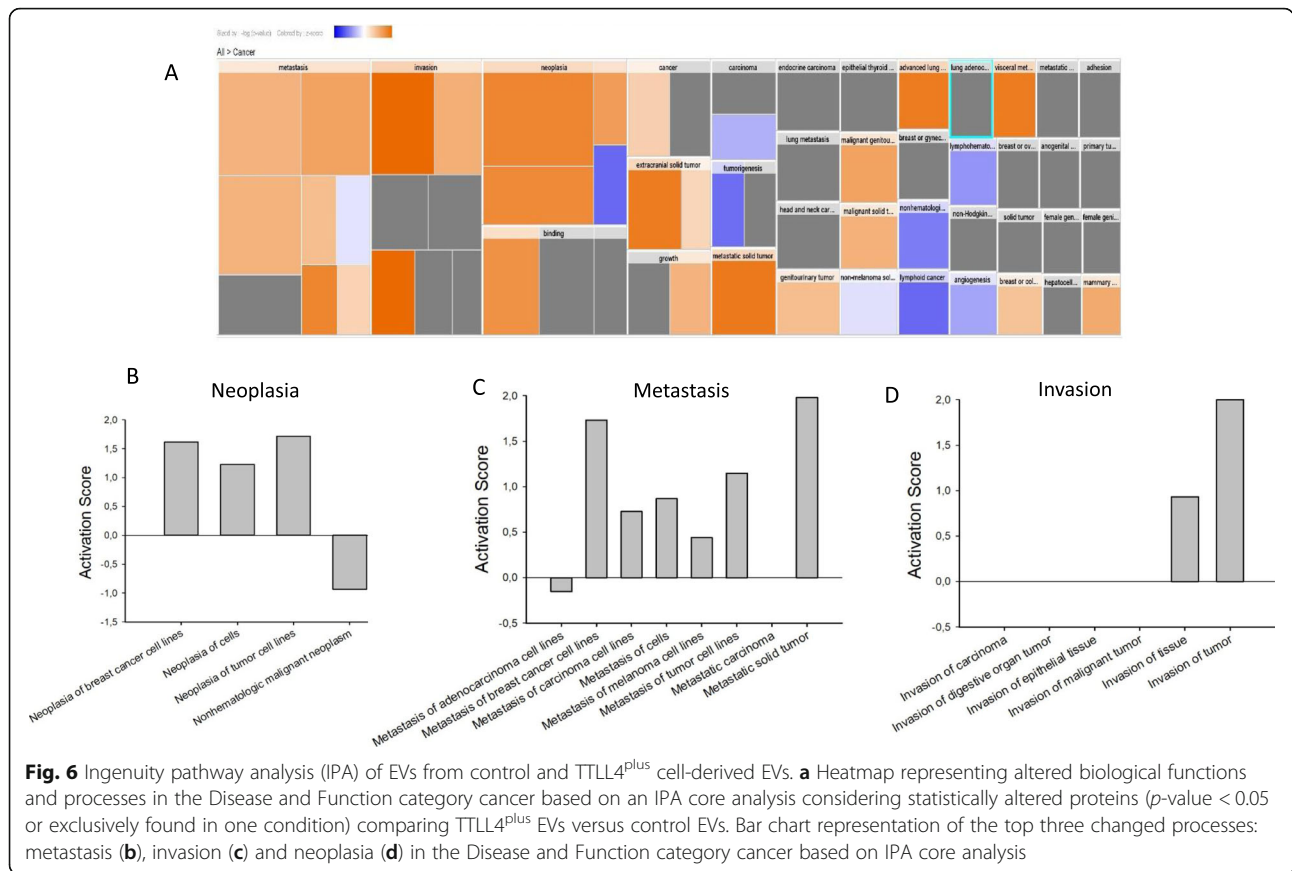 All > Cancer
A
metastasis
invasion
neoplasia
cancer
carcinoma
endocrine carcinoma
epithelial thyroid ...
advanced lung ...
lung adenoc...
visceral met...
metastatic ...
adhesion
lung metastasis
malignant genitou...
breast or gynec...
lymphohemato...
breast or ov...
anogenital ...
primary tu...
extracranial solid tumor
tumorigenesis
head and neck car...
malignant solid t...
nonhematologi...
non-Hodgkin...
solid tumor
female gen...
female geni...
binding
growth
metastatic solid tumor
genitourinary tumor
non-melanoma sol...
lymphoid cancer
angiogenesis
breast or col...
hepatocell...
mammary ...
B
Neoplasia
Activation Score
2,0
1,5
1,0
0,5
0,0
-0,5
-1,0
-1,5
Neoplasia of breast cancer cell lines
Neoplasia of cells
Neoplasia of tumor cell lines
Nonhematologic malignant neoplasm
C
Metastasis
Activation Score
2,0
1,5
1,0
0,5
0,0
-0,5
Metastasis of adenocarcinoma cell lines
Metastasis of breast cancer cell lines
Metastasis of carcinoma cell lines
Metastasis of cells
Metastasis of melanoma cell lines
Metastasis of tumor cell lines
Metastatic carcinoma
Metastatic solid tumor
D
Invasion
Activation Score
2,0
1,5
1,0
0,5
0,0
-0,5
Invasion of carcinoma
Invasion of digestive organ tumor
Invasion of epithelial tissue
Invasion of malignant tumor
Invasion of tissue
Invasion of tumor
Fig. 6 Ingenuity pathway analysis (IPA) of EVs from control and TTLL4plus cell-derived EVs. a Heatmap representing altered biological functions
and processes in the Disease and Function category cancer based on an IPA core analysis considering statistically altered proteins (p-value < 0.05
or exclusively found in one condition) comparing TTLL4plus EVs versus control EVs. Bar chart representation of the top three changed processes:
metastasis (b), invasion (c) and neoplasia (d) in the Disease and Function category cancer based on IPA core analysis